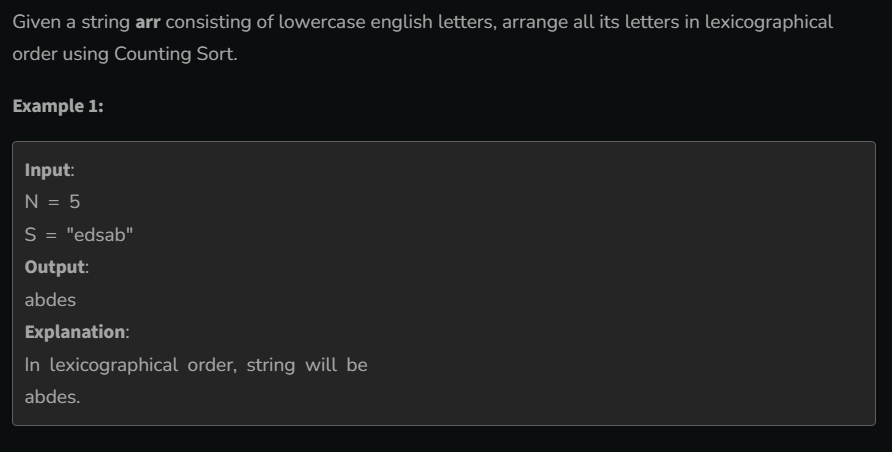 Given a string arr consisting of lowercase english letters, arrange all its letters in lexicographical
order using Counting Sort.
Example 1:
Input:
N = 5
S = "edsab"
Output:
abdes
Explanation:
In lexicographical order, string will be
abdes.